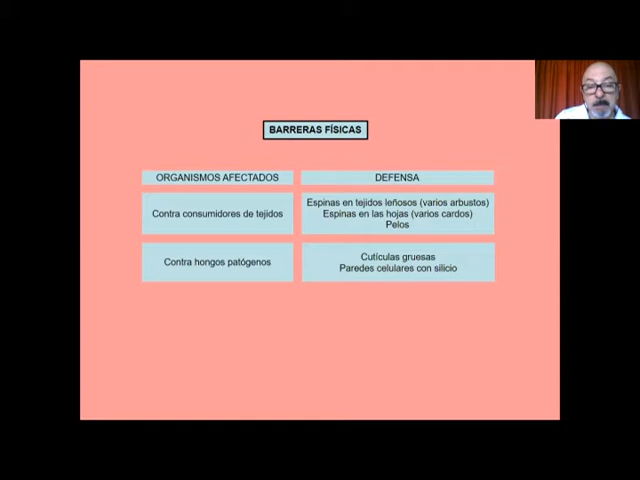 BARRERAS FÍSICAS
ORGANISMOS AFECTADOS
DEFENSA
Contra consumidores de tejidos
Espinas en tejidos leñosos (varios arbustos)
Espinas en las hojas (varios cardos)
Pelos
Contra hongos patógenos
Cutículas gruesas
Paredes celulares con silicio